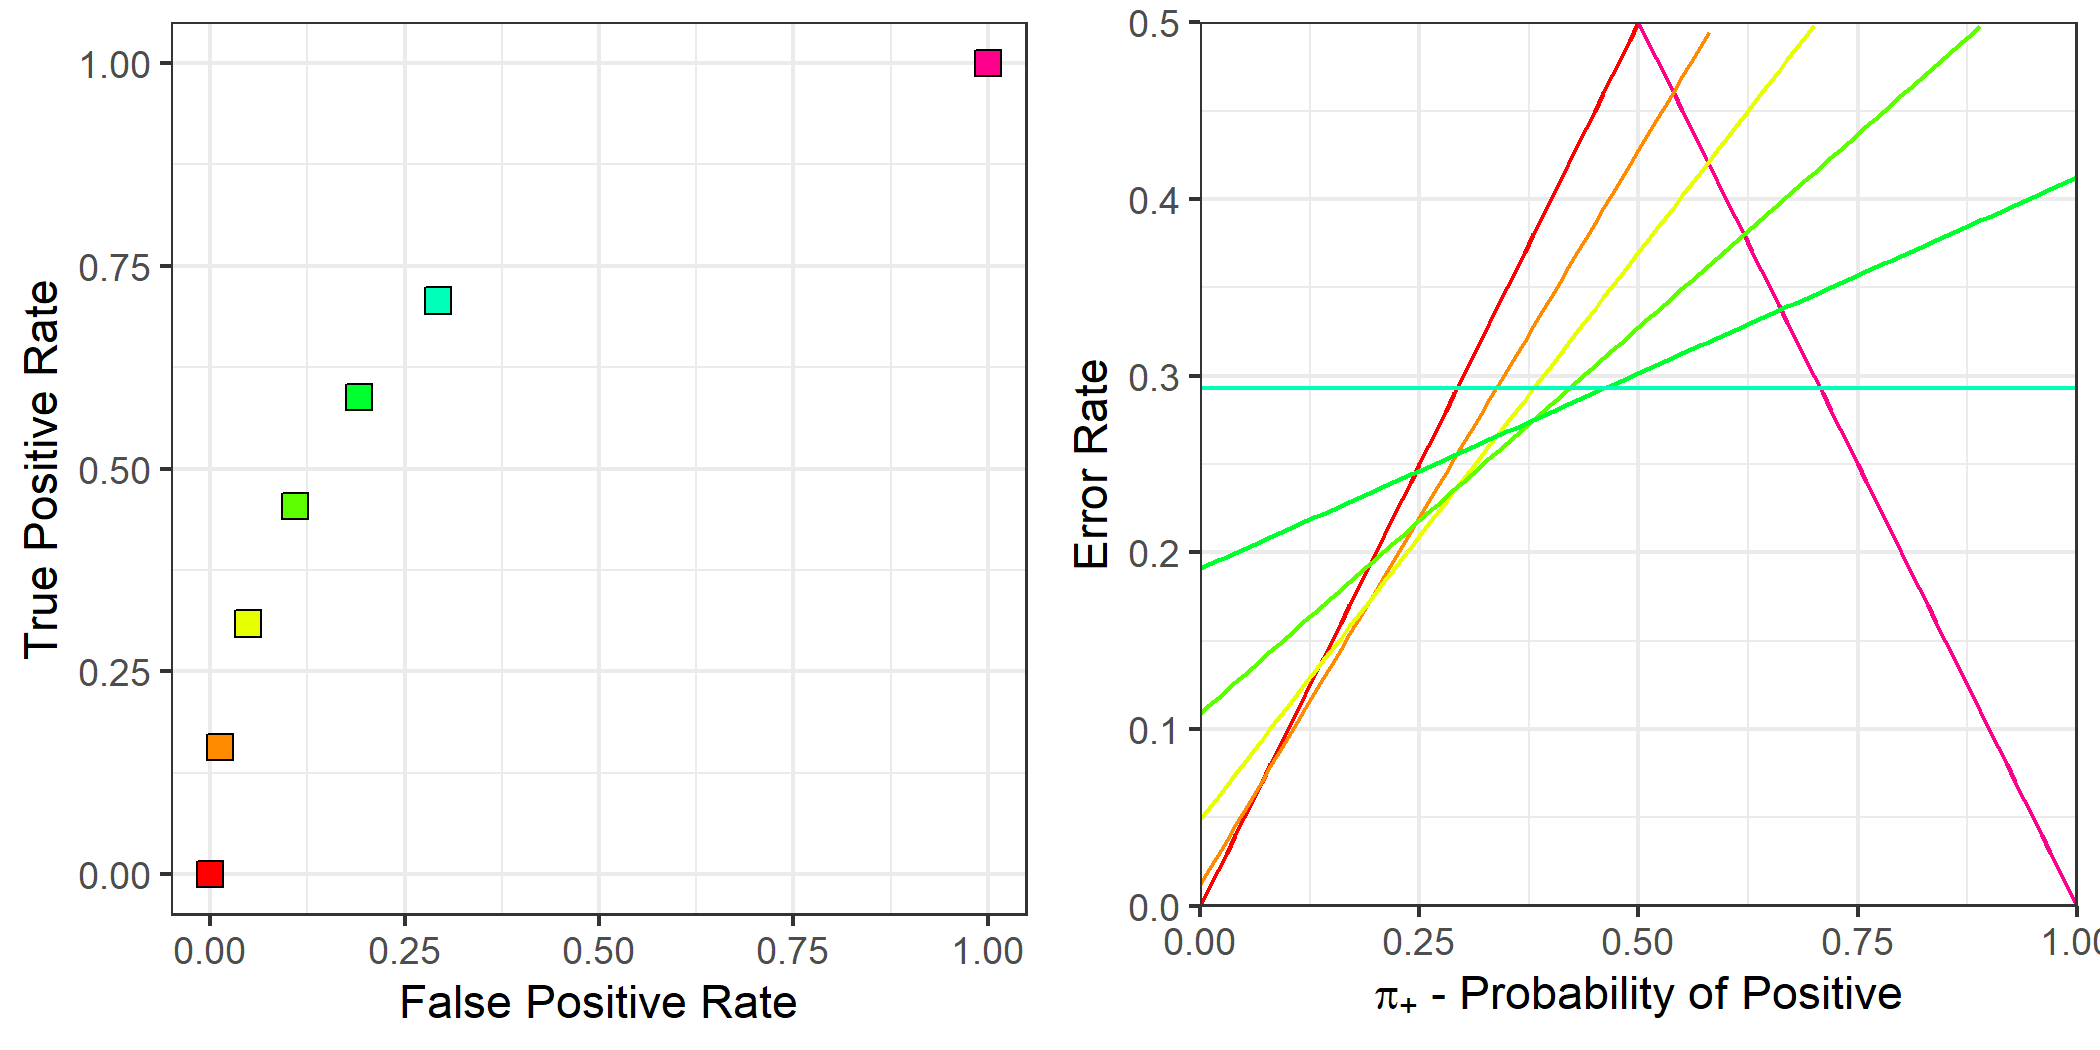 True Positive Rate
1.00
0.75
0.50
0.25
0.00
0.00 0.25 0.50 0.75 1.00
False Positive Rate
Error Rate
0.5
0.4
0.3
0.2
0.1
0.0
0.00 0.25 0.50 0.75 1.00
π+ - Probability of Positive